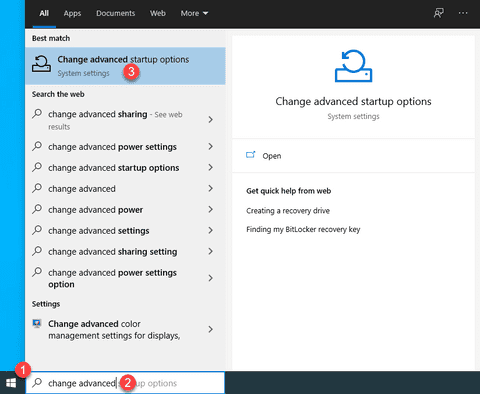 All Apps Documents Web More
Best match
Change advanced startup options
System settings
3
Search the web
change advanced sharing - See web
results
change advanced power settings
change advanced startup options
change advanced
change advanced power
change advanced settings
change advanced sharing setting
change advanced power settings
option
Settings
Change advanced color
management settings for displays,
Change advanced startup options
System settings
Open
Get quick help from web
Creating a recovery drive
Finding my BitLocker recovery key
1
change advanced startup options
2